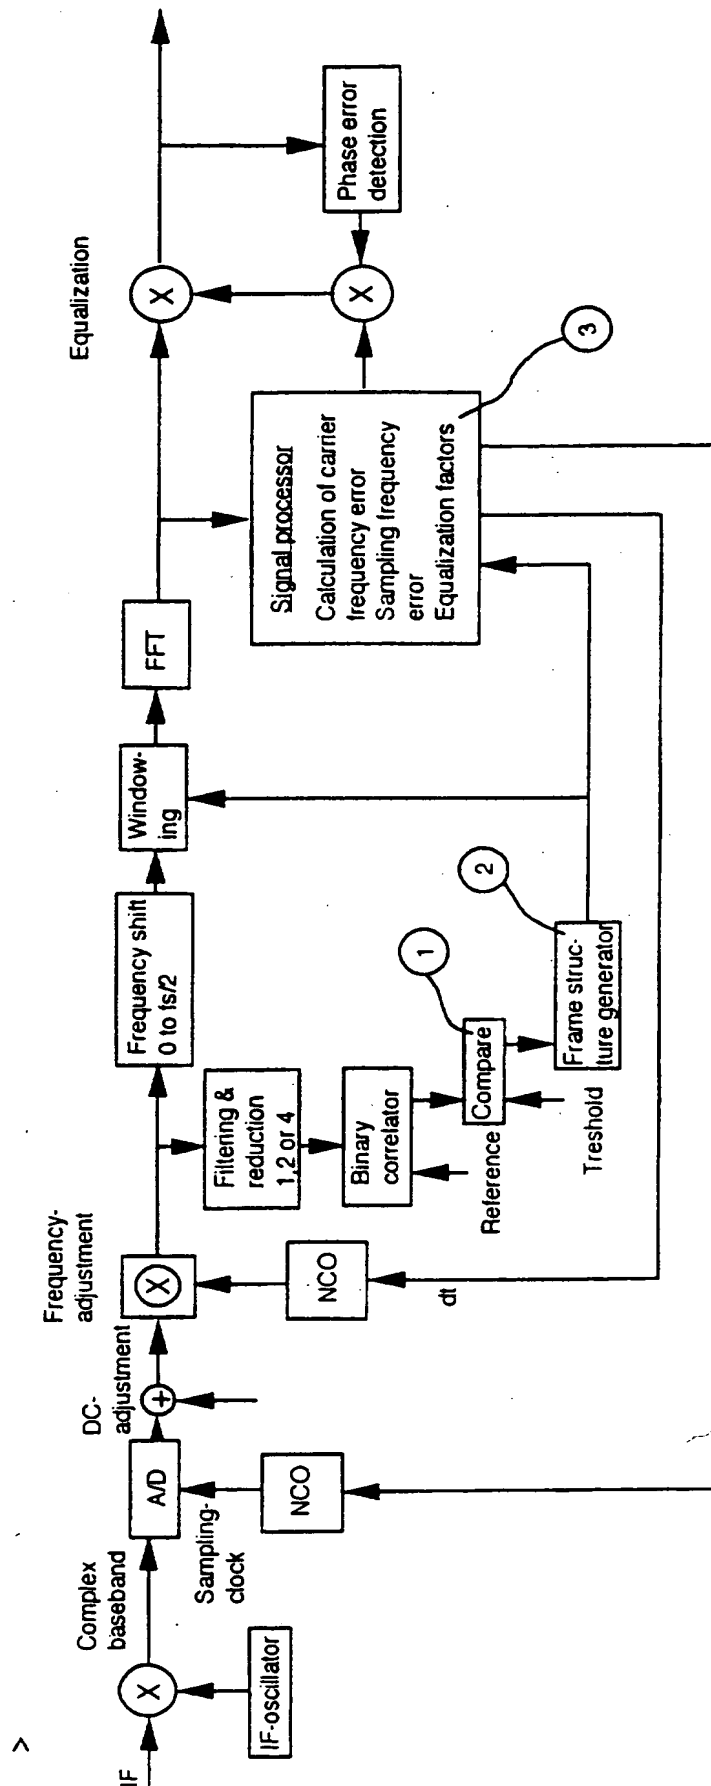 IF
IF-oscillator
Complex
baseband
A/D
Sampling-
clock
NCO
DC-
adjustment
Frequency-
adjustment
NCO
df
Frequency shift
0 to fs/2
Filtering &
reduction
1,2 or 4
Binary
correlator
Reference
Compare
Treshold
1
Frame struc-
ture generator
2
Window-
ing
FFT
Signal processor
Calculation of carrier
frequency error
Sampling frequency
error
Equalization factors
3
Equalization
Phase error
detection